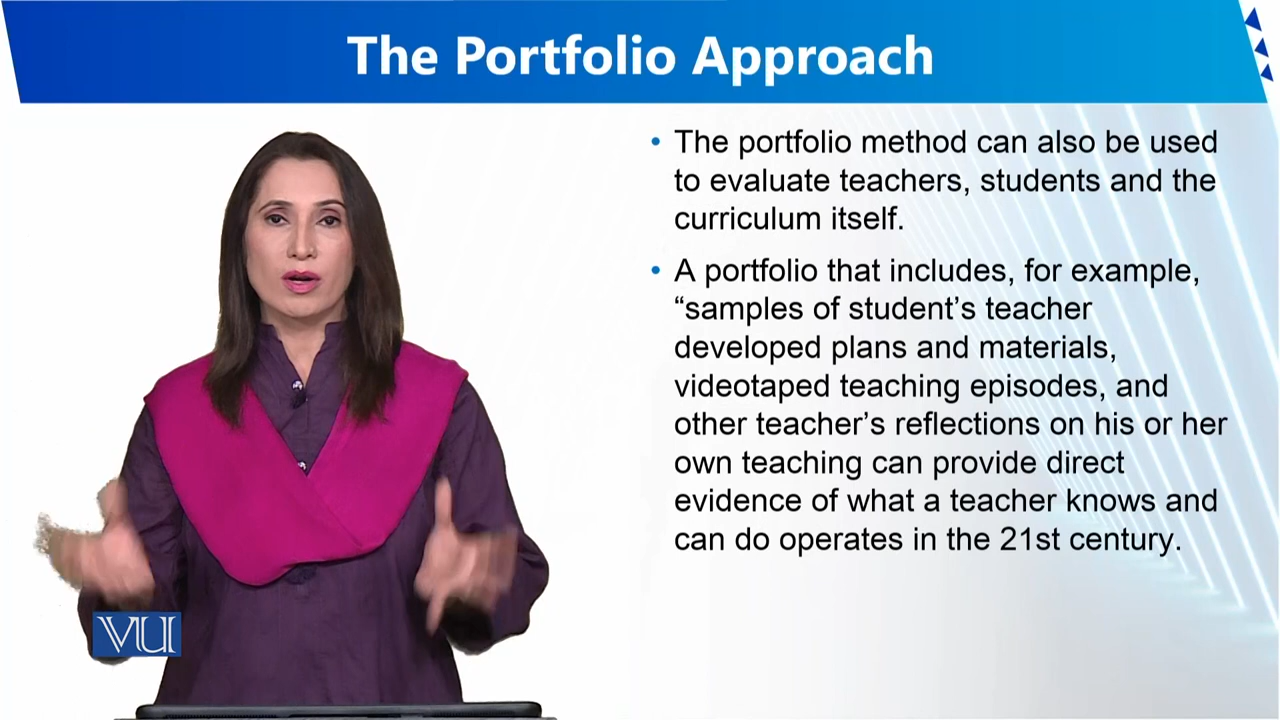 The Portfolio Approach
• The portfolio method can also be used
to evaluate teachers, students and the
curriculum itself.
• A portfolio that includes, for example,
“samples of student’s teacher
developed plans and materials,
videotaped teaching episodes, and
other teacher’s reflections on his or her
own teaching can provide direct
evidence of what a teacher knows and
can do operates in the 21st century.
VU